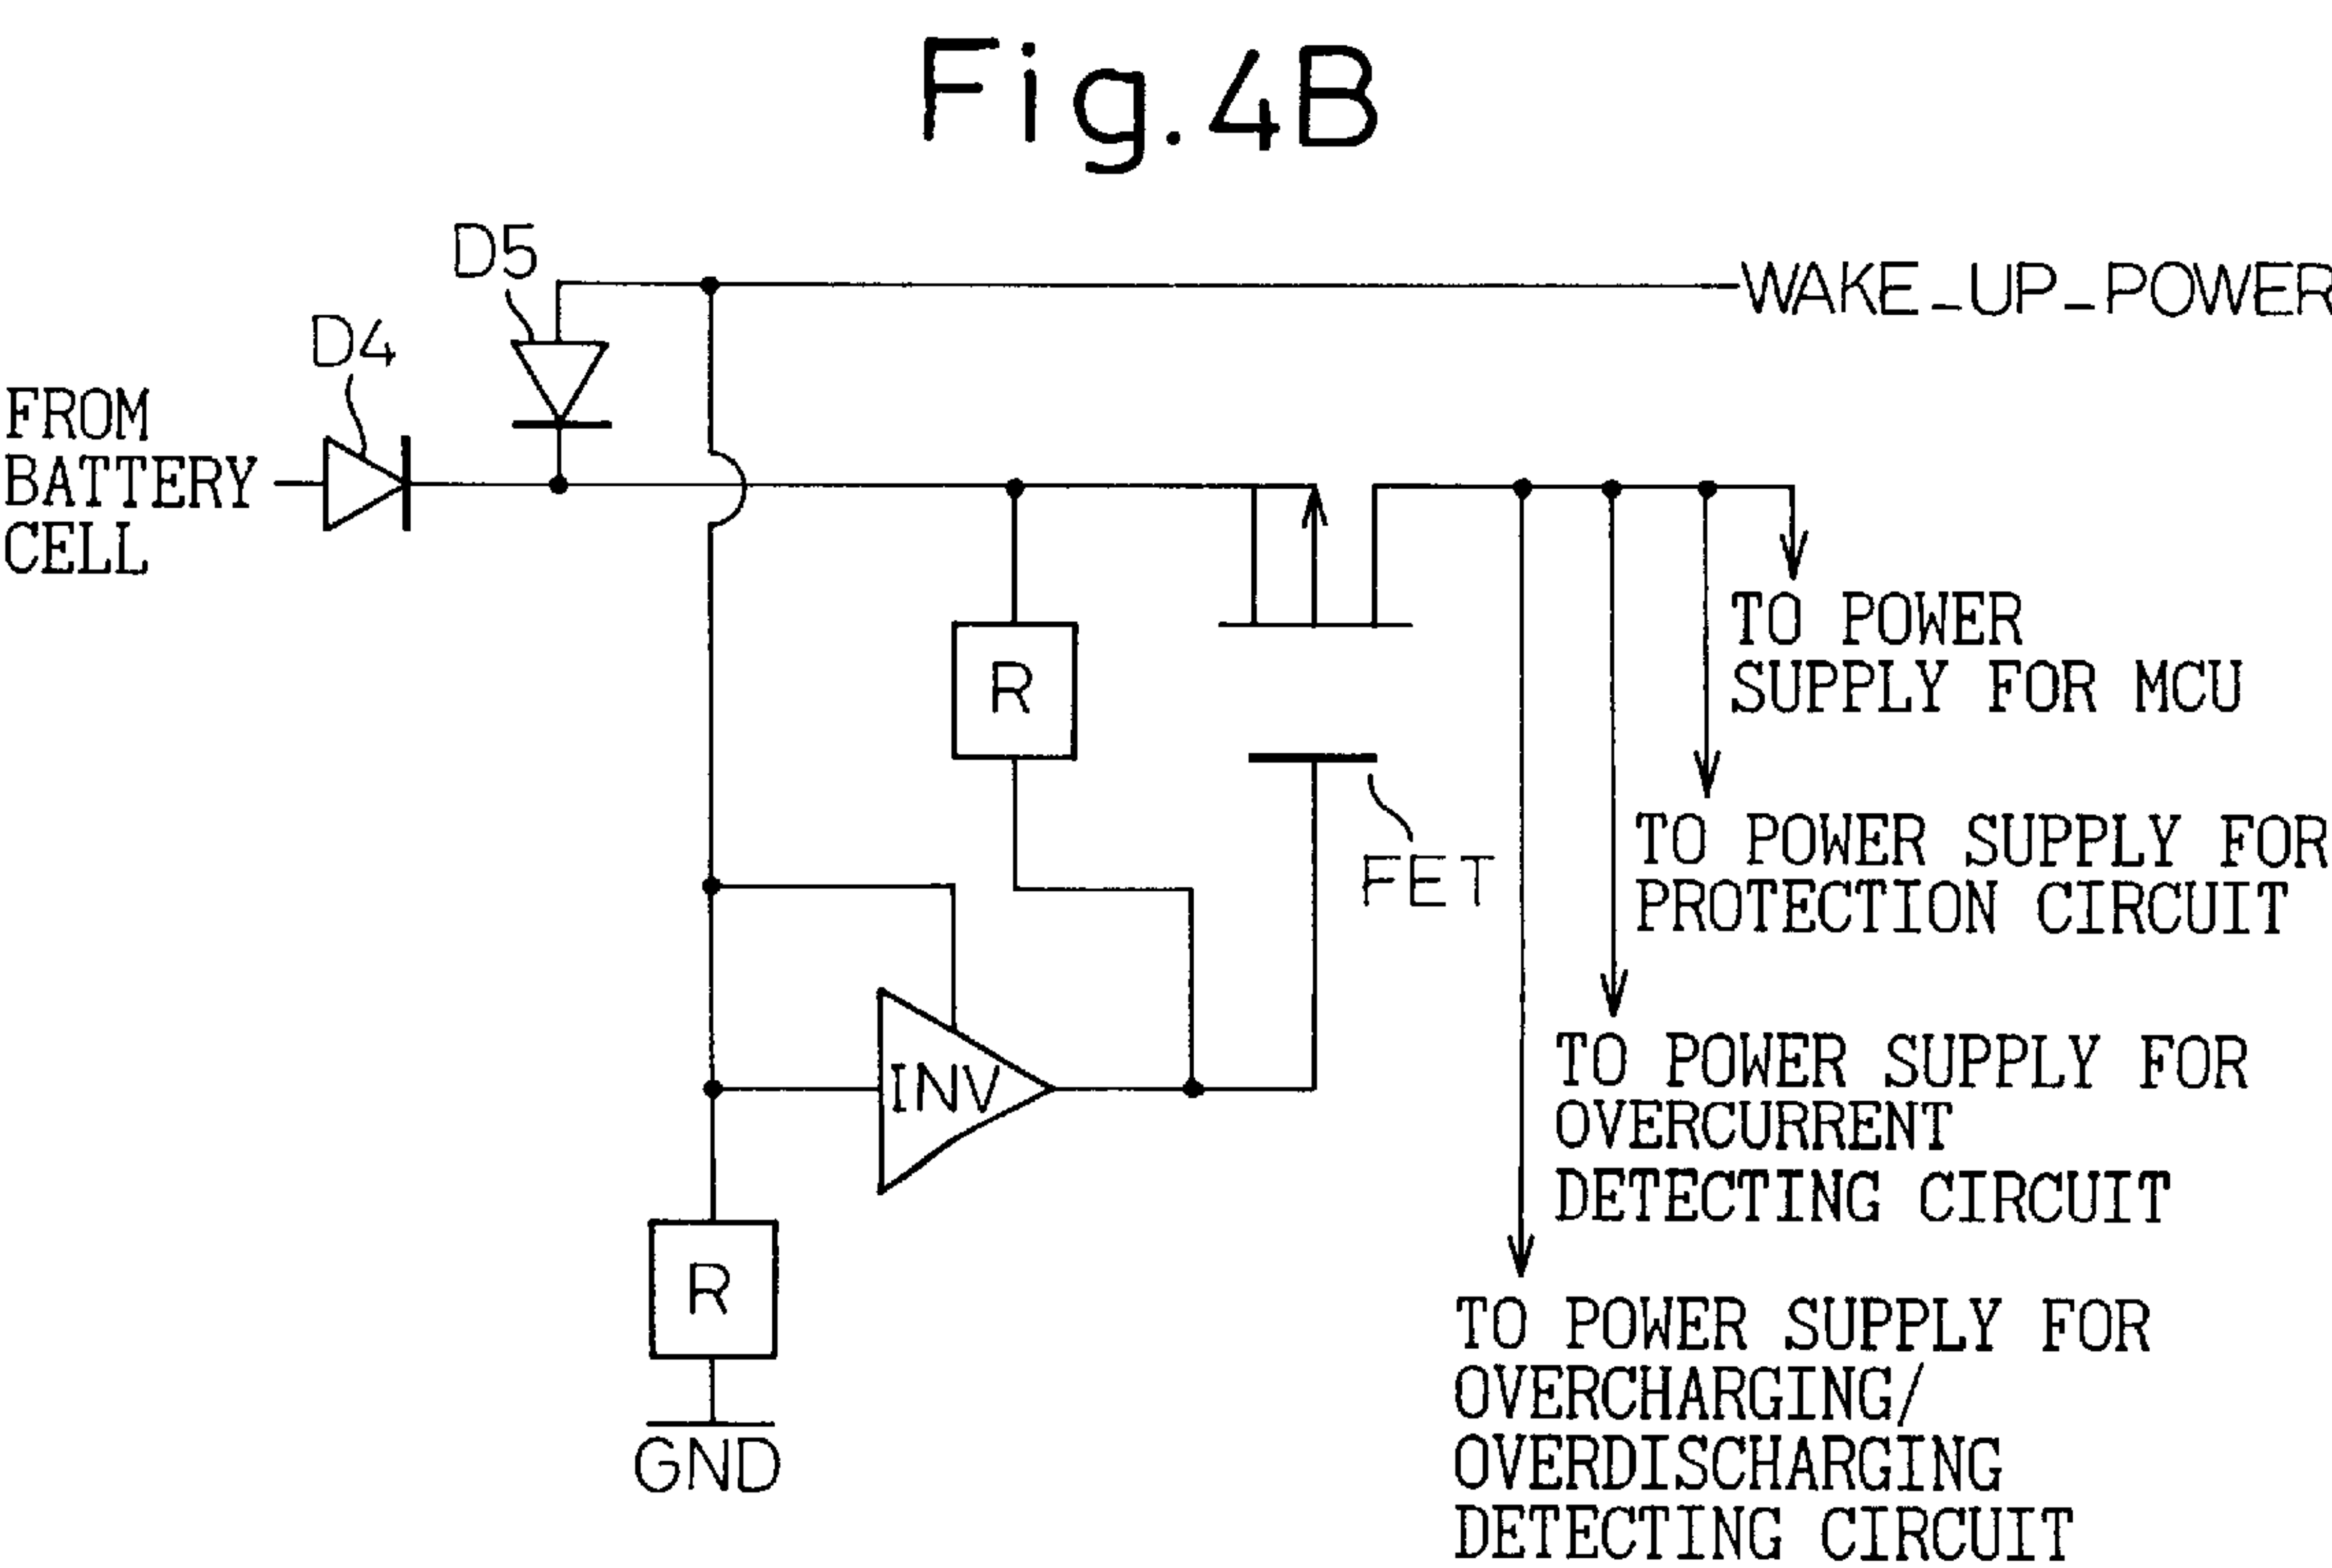 Fig.4B
D5
WAKE_UP_POWER
D4
FROM
BATTERY
CELL
R
TO POWER
SUPPLY FOR MCU
FET
TO POWER SUPPLY FOR
PROTECTION CIRCUIT
INV
TO POWER SUPPLY FOR
OVERCURRENT
DETECTING CIRCUIT
R
GND
TO POWER SUPPLY FOR
OVERCHARGING/
OVERDISCHARGING
DETECTING CIRCUIT